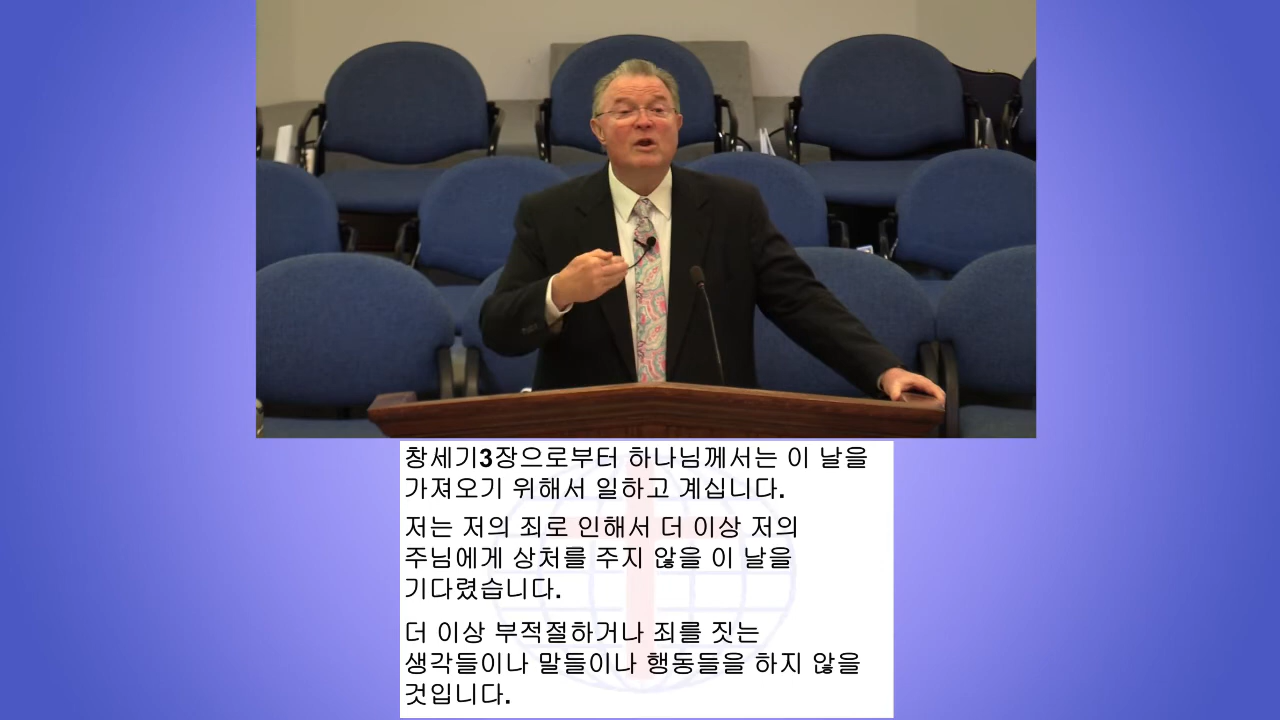 창세기3장으로부터 하나님께서는 이 날을
가져오기 위해서 일하고 계십니다.
저는 저의 죄로 인해서 더 이상 저의
주님에게 상처를 주지 않을 이 날을
기다렸습니다.
더 이상 부적절하거나 죄를 짓는
생각들이나 말들이나 행동들을 하지 않을
것입니다.